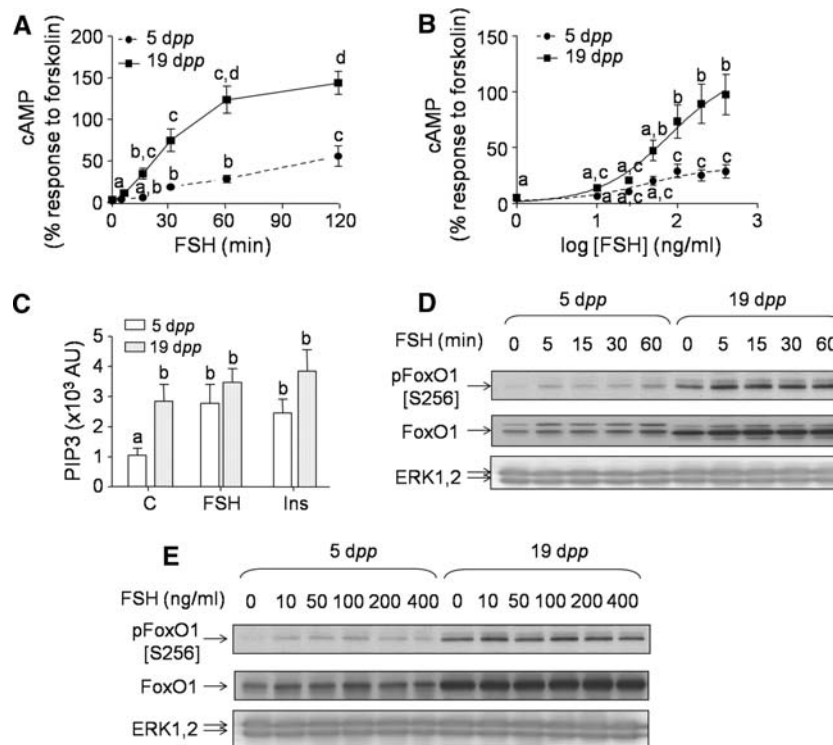 A
5 dpp
19 dpp
cAMP
(% response to forskolin)
200
150
100
50
0
a
b,c
a,b
c
b
c,d
b
d
c
0 30 60 90 120
FSH (min)
B
5 dpp
19 dpp
cAMP
(% response to forskolin)
150
100
50
0
a
a,c
a,c
a,b
b
b
b
a,c
a,c
a,c
c
c
c
0 1 2 3
log [FSH] (ng/ml)
C
5 dpp
19 dpp
PIP3 (x10³ AU)
5
4
3
2
1
0
a
b
b
b
b
b
C FSH Ins
D
5 dpp 19 dpp
FSH (min) 0 5 15 30 60 0 5 15 30 60
pFoxO1
[S256]
FoxO1
ERK1,2
E
5 dpp 19 dpp
FSH (ng/ml) 0 10 50 100 200 400 0 10 50 100 200 400
pFoxO1
[S256]
FoxO1
ERK1,2